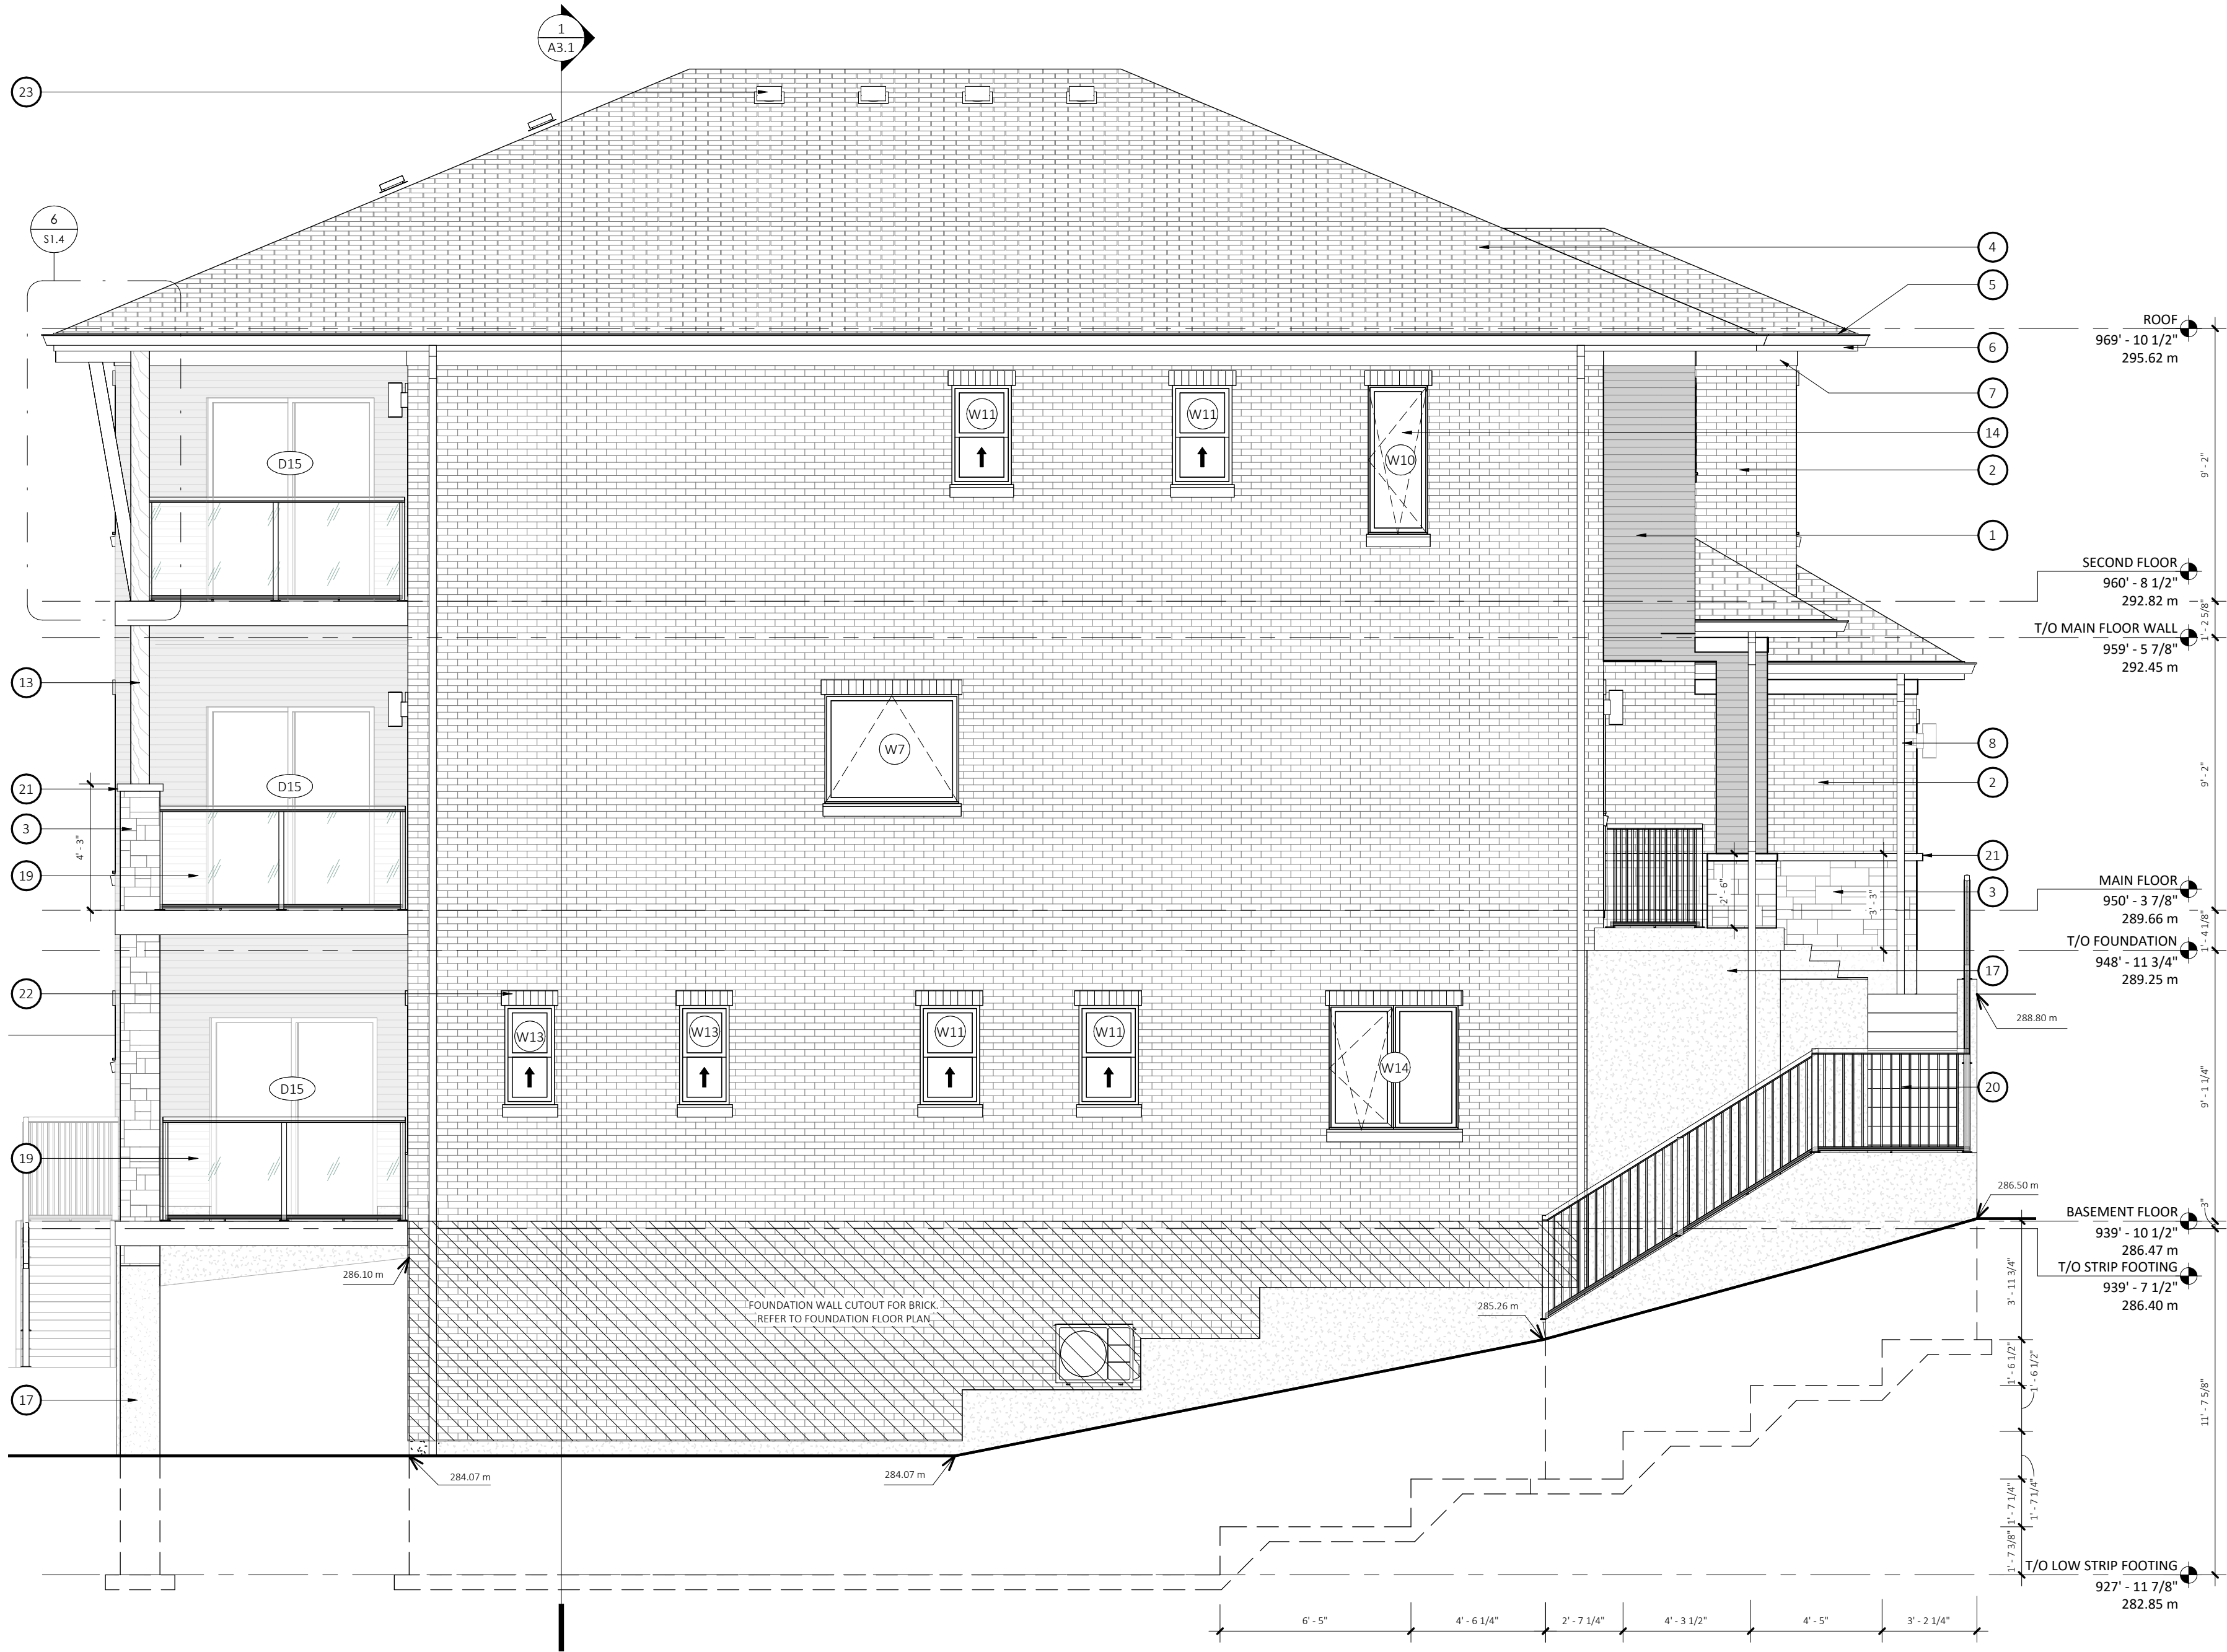 1
A3.1
23
6
S1.4
4
5
ROOF
969' - 10 1/2"
295.62 m
6
7
W11
W11
14
W10
D15
2
9' - 2"
1
SECOND FLOOR
960' - 8 1/2"
292.82 m
1' - 2 5/8"
T/O MAIN FLOOR WALL
959' - 5 7/8"
292.45 m
13
W7
8
D15
2
9' - 2"
21
3
4' - 3"
19
21
MAIN FLOOR
950' - 3 7/8"
289.66 m
3
2' - 6"
3' - 3"
1' - 4 1/8"
T/O FOUNDATION
948' - 11 3/4"
289.25 m
17
22
288.80 m
W13
W13
W11
W11
W14
D15
20
9' - 1 1/4"
19
286.50 m
3"
BASEMENT FLOOR
939' - 10 1/2"
286.47 m
T/O STRIP FOOTING
939' - 7 1/2"
286.40 m
286.10 m
3' - 11 3/4"
FOUNDATION WALL CUTOUT FOR BRICK.
REFER TO FOUNDATION FLOOR PLAN
285.26 m
1' - 6 1/2"
1' - 6 1/2"
17
11' - 7 5/8"
284.07 m
284.07 m
1' - 7 1/4"
1' - 7 1/4"
1' - 7 3/8"
T/O LOW STRIP FOOTING
927' - 11 7/8"
282.85 m
6' - 5"
4' - 6 1/4"
2' - 7 1/4"
4' - 3 1/2"
4' - 5"
3' - 2 1/4"